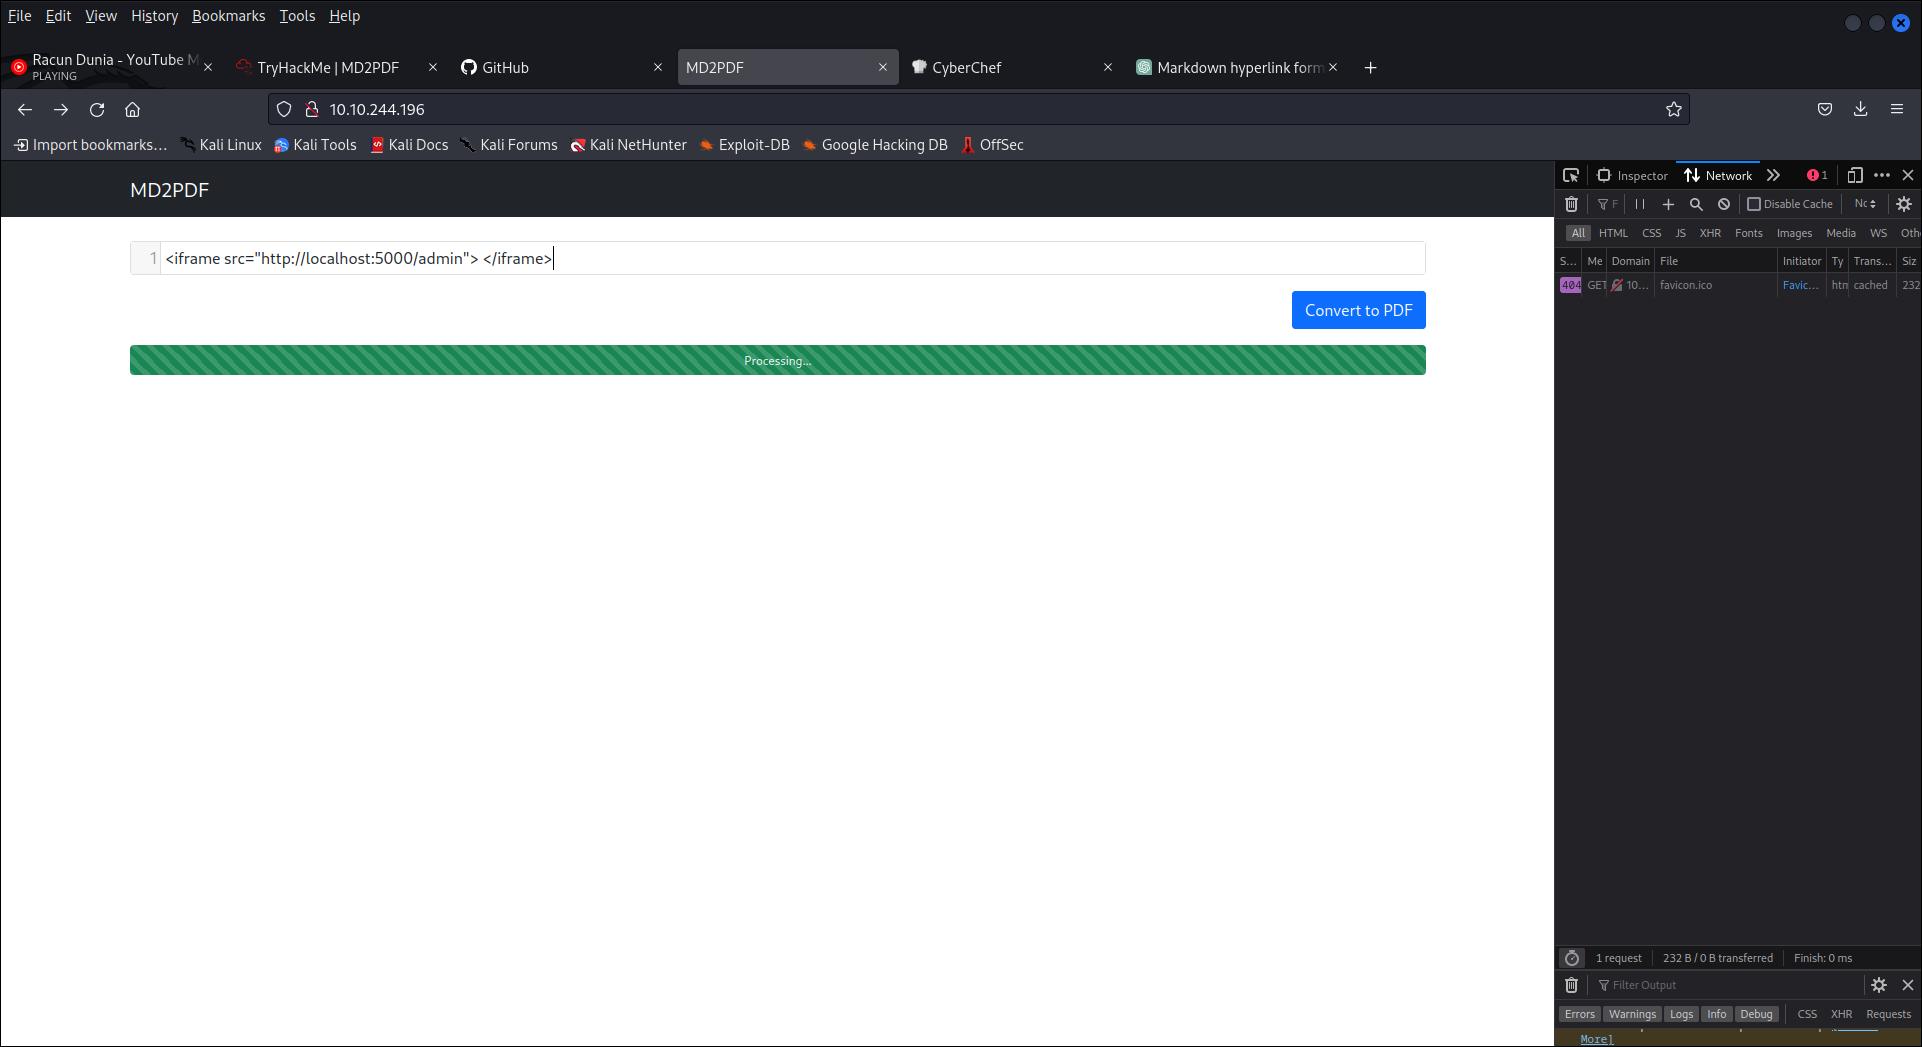 File Edit View History Bookmarks Tools Help
Racun Dunia - YouTube M
PLAYING
TryHackMe | MD2PDF
GitHub
MD2PDF
CyberChef
Markdown hyperlink form
10.10.244.196
Import bookmarks... Kali Linux Kali Tools Kali Docs Kali Forums Kali NetHunter Exploit-DB Google Hacking DB OffSec
MD2PDF
1 <iframe src="http://localhost:5000/admin"> </iframe>
Convert to PDF
Processing...
Inspector Network 1
F Disable Cache
All HTML CSS JS XHR Fonts Images Media WS Oth
S... Me Domain File Initiator Ty Trans... Siz
404 GET 10... favicon.ico Favic... htm cached 232
1 request 232 B / 0 B transferred Finish: 0 ms
Filter Output
Errors Warnings Logs Info Debug CSS XHR Requests
More]